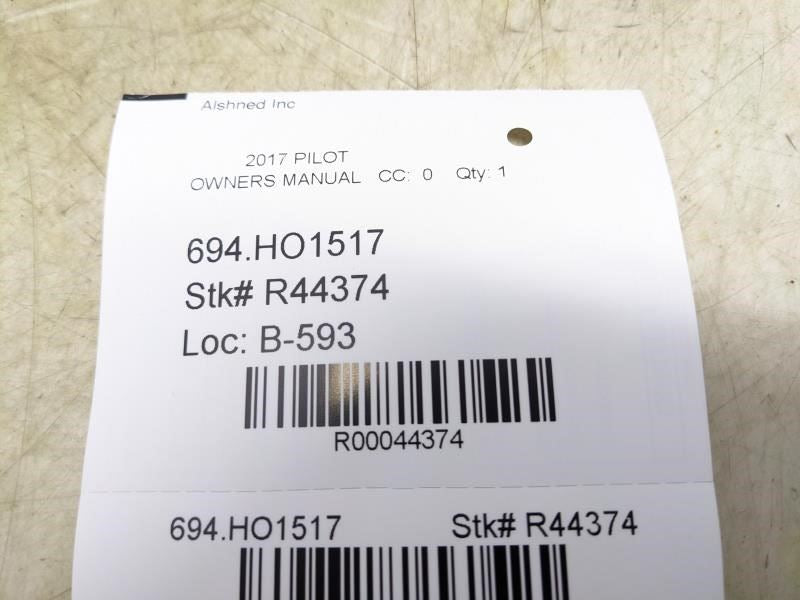 Alshned Inc
2017 PILOT
OWNERS MANUAL CC: 0 Qty: 1
694.HO1517
Stk# R44374
Loc: B-593
R00044374
694.HO1517 Stk# R44374